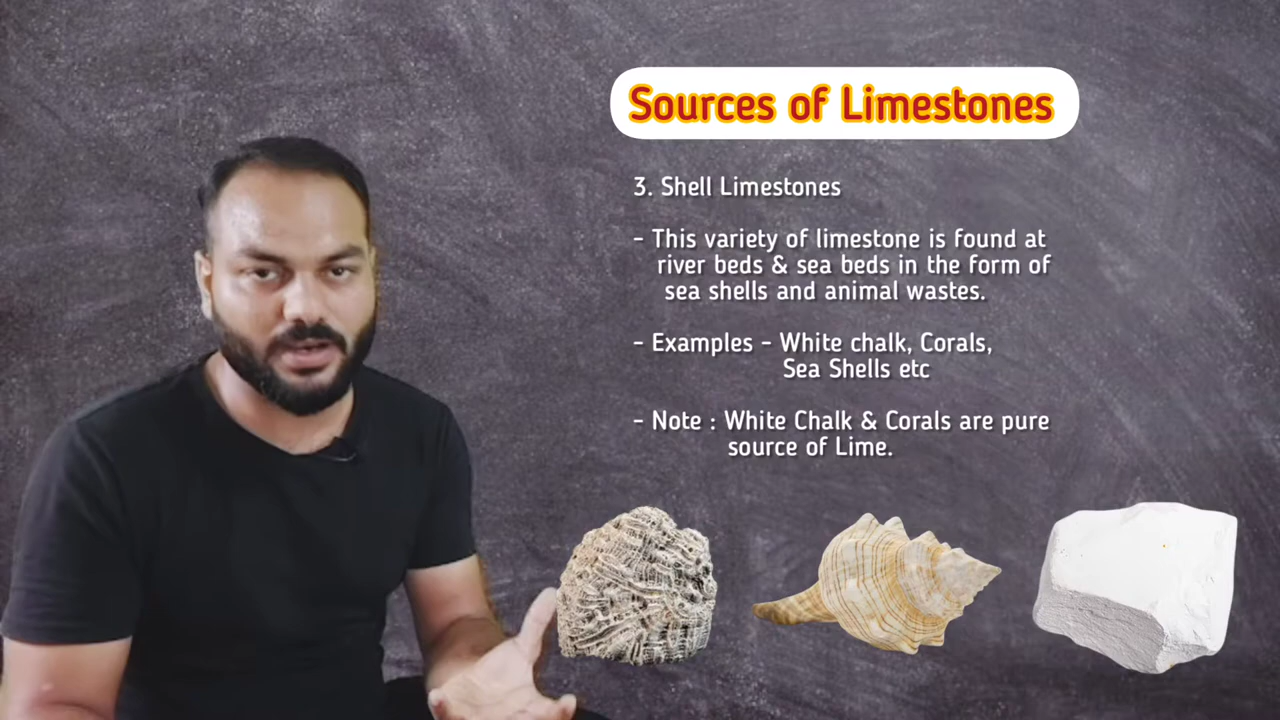 Sources of Limestones
3. Shell Limestones
- This variety of limestone is found at
river beds & sea beds in the form of
sea shells and animal wastes.
- Examples - White chalk, Corals,
Sea Shells etc
- Note : White Chalk & Corals are pure
source of Lime.